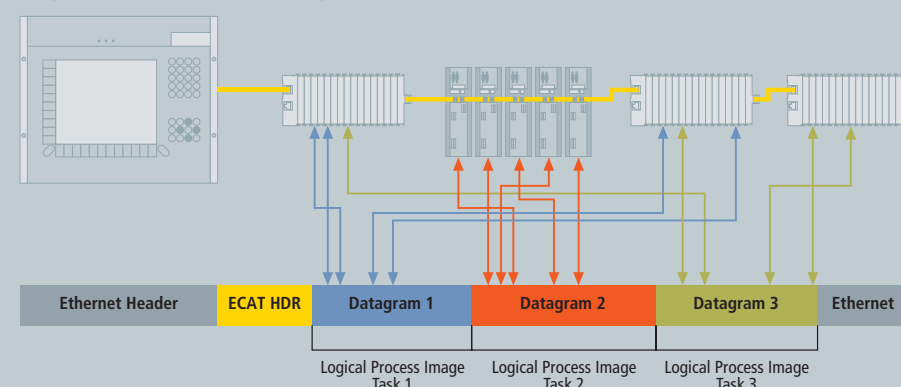 Ethernet Header ECAT HDR Datagram 1 Datagram 2 Datagram 3 Ethernet
Logical Process Image Logical Process Image Logical Process Image
Task 1 Task 2 Task 3